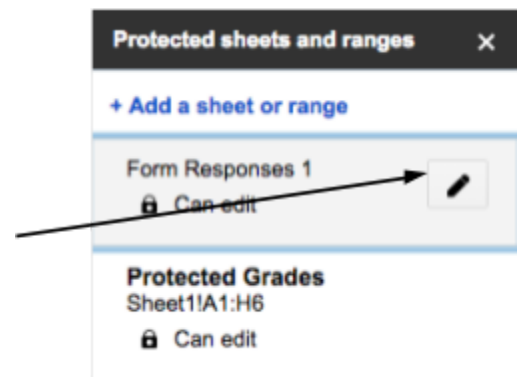 Protected sheets and ranges
+ Add a sheet or range
Form Responses 1
Can edit
Protected Grades
Sheet1!A1:H6
Can edit